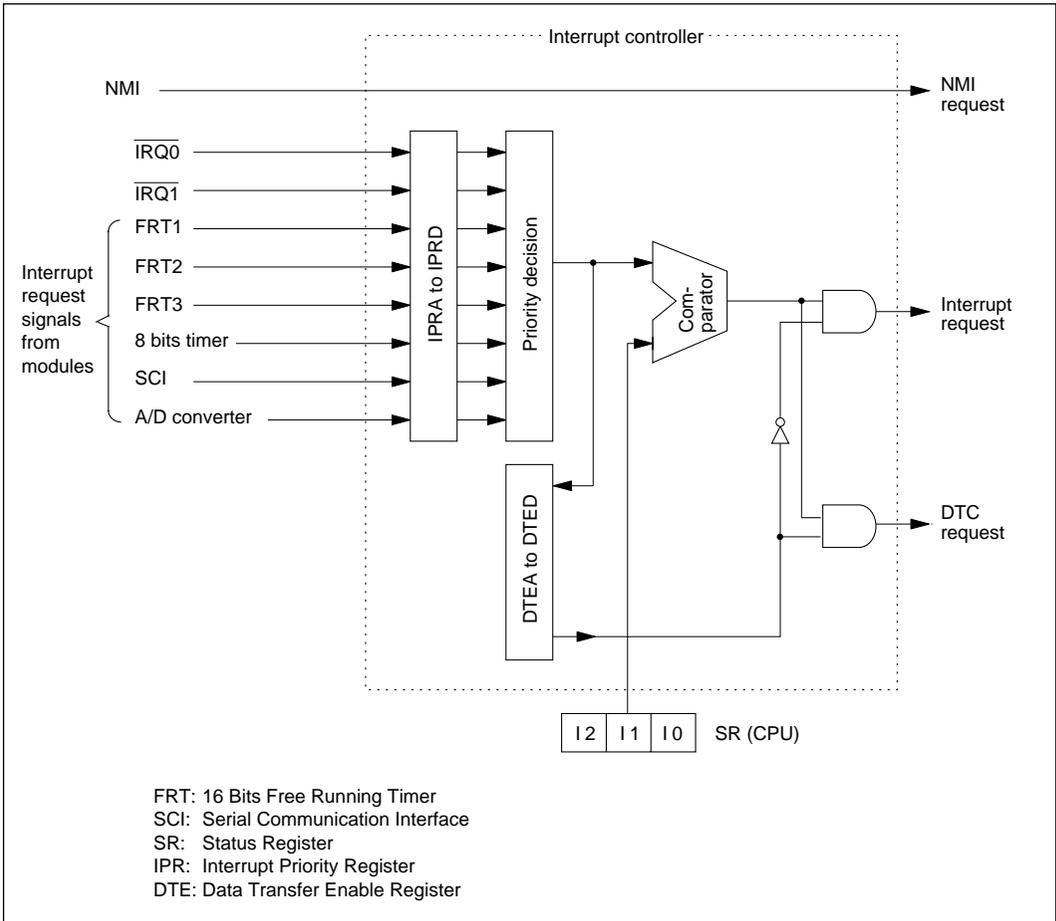 Interrupt controller
NMI
NMI
request
IRQ0
IRQ1
FRT1
FRT2
FRT3
8 bits timer
SCI
A/D converter
Interrupt
request
signals
from
modules
IPRA to IPRD
Priority decision
Com-
parator
Interrupt
request
DTEA to DTED
DTC
request
I2 I1 I0 SR (CPU)
FRT: 16 Bits Free Running Timer
SCI: Serial Communication Interface
SR: Status Register
IPR: Interrupt Priority Register
DTE: Data Transfer Enable Register